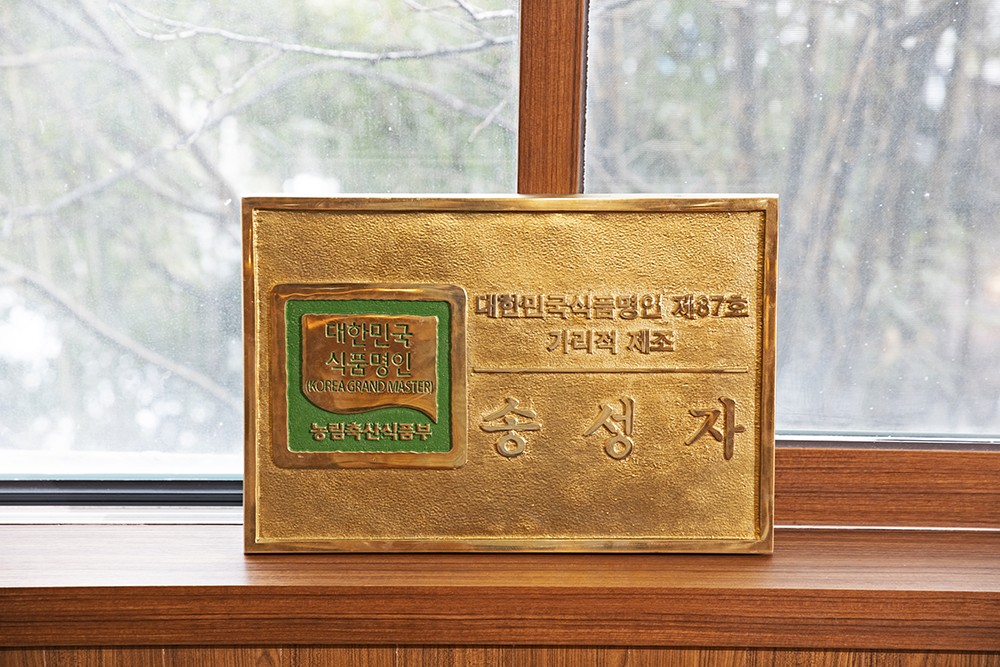 대한민국
식품명인
(KOREA GRAND MASTER)
농림축산식품부
대한민국식품명인 제87호
가리적 제조
송성자